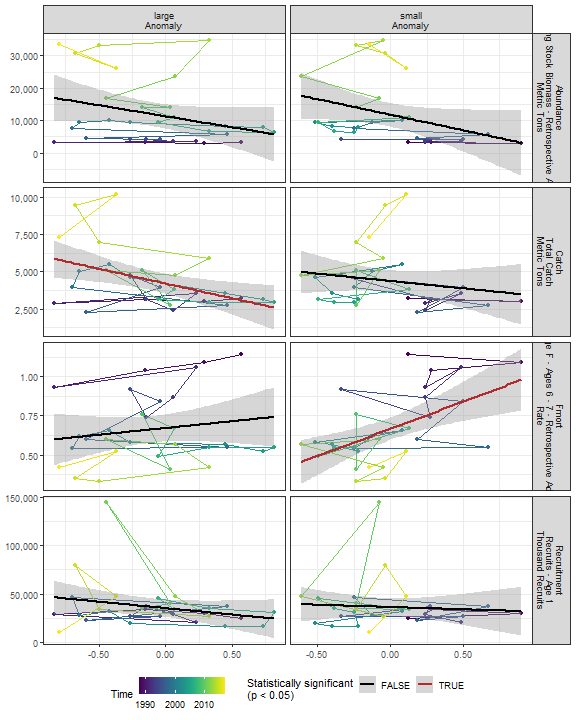 large
Anomaly
small
Anomaly
30,000
20,000
10,000
0
Abundance
Stock Biomass - Retrospective
Metric Tons
10,000
7,500
5,000
2,500
Catch
Total Catch
Metric Tons
1.00
0.75
0.50
Fmort
F - Ages 6 - 7 - Retrospective
Rate
150,000
100,000
50,000
0
Recruitment
Recruits - Age 1
Thousand Recruits
-0.50
0.00
0.50
-0.50
0.00
0.50
Time
1990
2000
2010
Statistically significant
(p < 0.05)
FALSE
TRUE